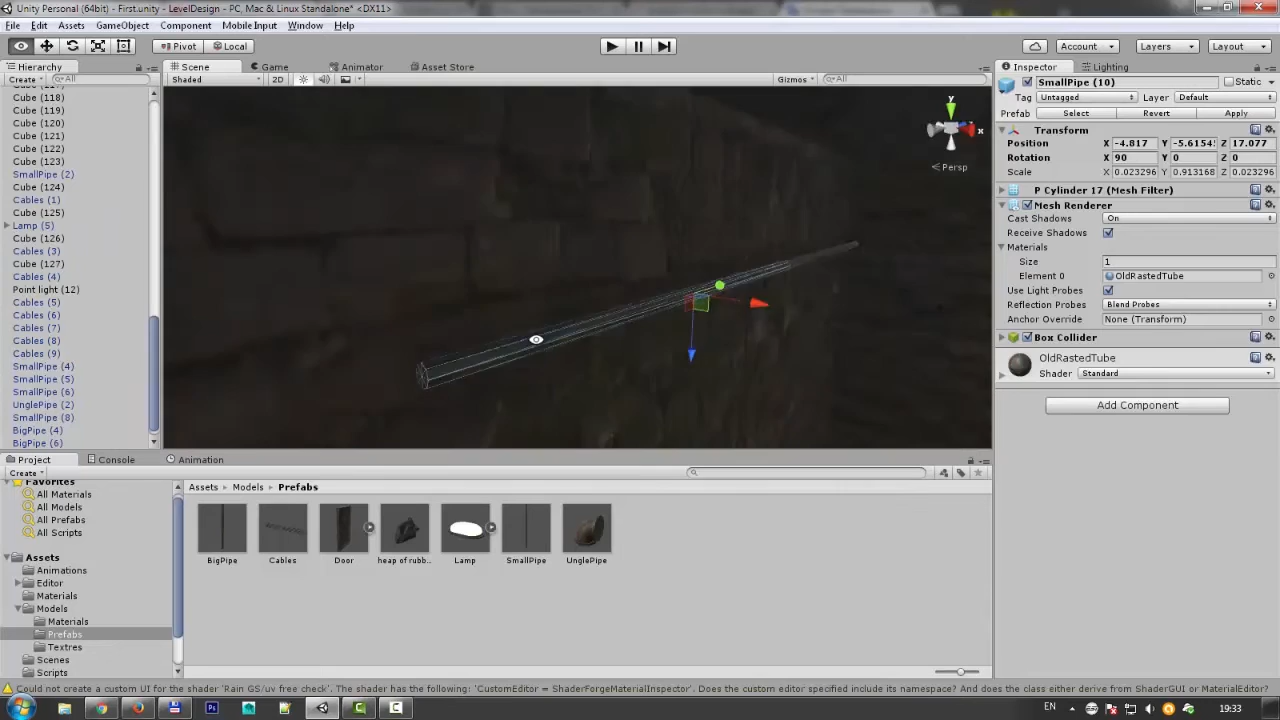 Unity Personal (64bit) - First.unity - LevelDesign - PC, Mac & Linux Standalone* <DX11>
File Edit Assets GameObject Component Mobile Input Window Help
Pivot Local Account Layers Layout
Hierarchy Scene Game Animator Asset Store Inspector Lighting
Create All Shaded 2D Gizmos All SmallPipe (10) Static
Cube (118)
Cube (119)
Cube (120)
Cube (121)
Cube (122)
Cube (123)
SmallPipe (2)
Cube (124)
Cables (1)
Cube (125)
Lamp (5)
Cube (126)
Cables (3)
Cube (127)
Cables (4)
Point light (12)
Cables (5)
Cables (6)
Cables (7)
Cables (8)
Cables (9)
SmallPipe (4)
SmallPipe (5)
SmallPipe (6)
UnglePipe (2)
SmallPipe (8)
BigPipe (4)
BigPipe (6)
y
x
Persp
Tag Untagged Layer Default
Prefab Select Revert Apply
Transform
Position X -4.817 Y -5.6154 Z 17.077
Rotation X 90 Y 0 Z 0
Scale X 0.023296 Y 0.913168 Z 0.023296
P Cylinder 17 (Mesh Filter)
Mesh Renderer
Cast Shadows On
Receive Shadows
Materials
Size 1
Element 0 OldRastedTube
Use Light Probes
Reflection Probes Blend Probes
Anchor Override None (Transform)
Box Collider
OldRastedTube
Shader Standard
Add Component
Project Console Animation
Create
Favorites
All Materials
All Models
All Prefabs
All Scripts
Assets
Animations
Editor
Materials
Models
Materials
Prefabs
Textres
Scenes
Scripts
Assets Models Prefabs
BigPipe Cables Door heap of rubb... Lamp SmallPipe UnglePipe
Could not create a custom UI for the shader 'Rain GS/uv free check'. The shader has the following: 'CustomEditor = ShaderForgeMaterialInspector'. Does the custom editor specified include its namespace? And does the class either derive from ShaderGUI or MaterialEditor?
EN 19:33